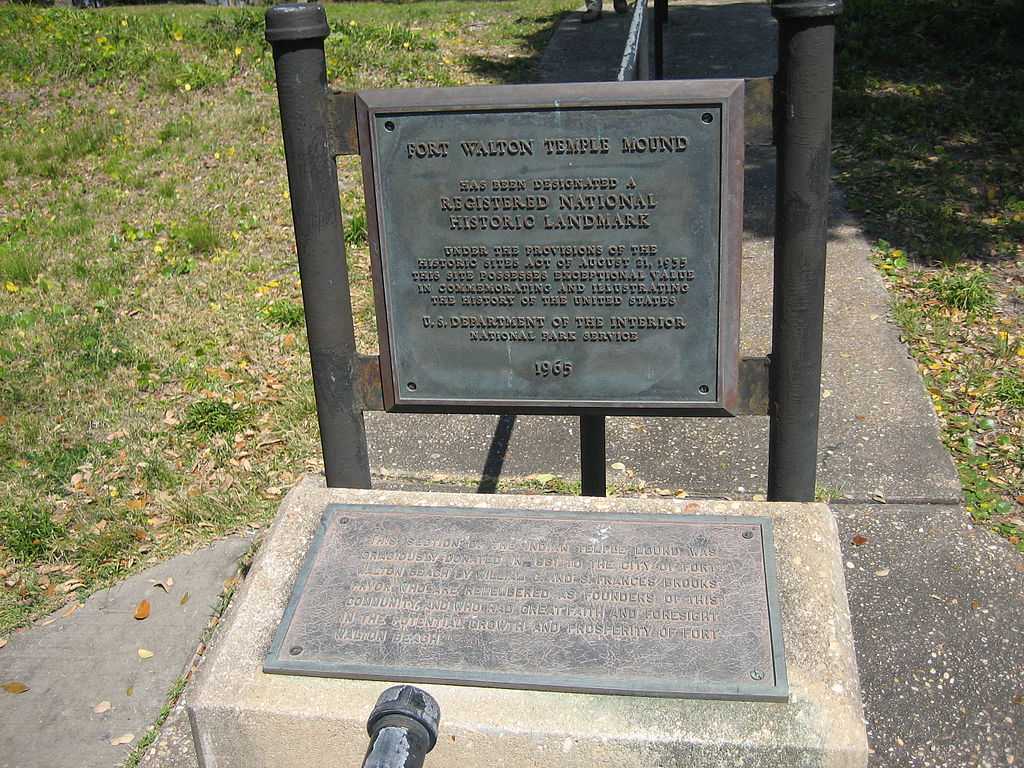 FORT WALTON TEMPLE MOUND
HAS BEEN DESIGNATED A
REGISTERED NATIONAL
HISTORIC LANDMARK
UNDER THE PROVISIONS OF THE
HISTORIC SITES ACT OF AUGUST 21, 1935
THIS SITE POSSESSES EXCEPTIONAL VALUE
IN COMMEMORATING AND ILLUSTRATING
THE HISTORY OF THE UNITED STATES
U.S. DEPARTMENT OF THE INTERIOR
NATIONAL PARK SERVICE
1965
THIS SECTION OF THE INDIAN TEMPLE MOUND WAS
GRACIOUSLY DONATED IN TO THE CITY OF FORT
WALTON BEACH BY WILLIAM C. AND S. FRANCES BROOKS
PRYOR WHO ARE REMEMBERED AS FOUNDERS OF THIS
COMMUNITY, AND WHO HAD GREAT FAITH AND FORESIGHT
IN THE POTENTIAL GROWTH AND PROSPERITY OF FORT
WALTON BEACH